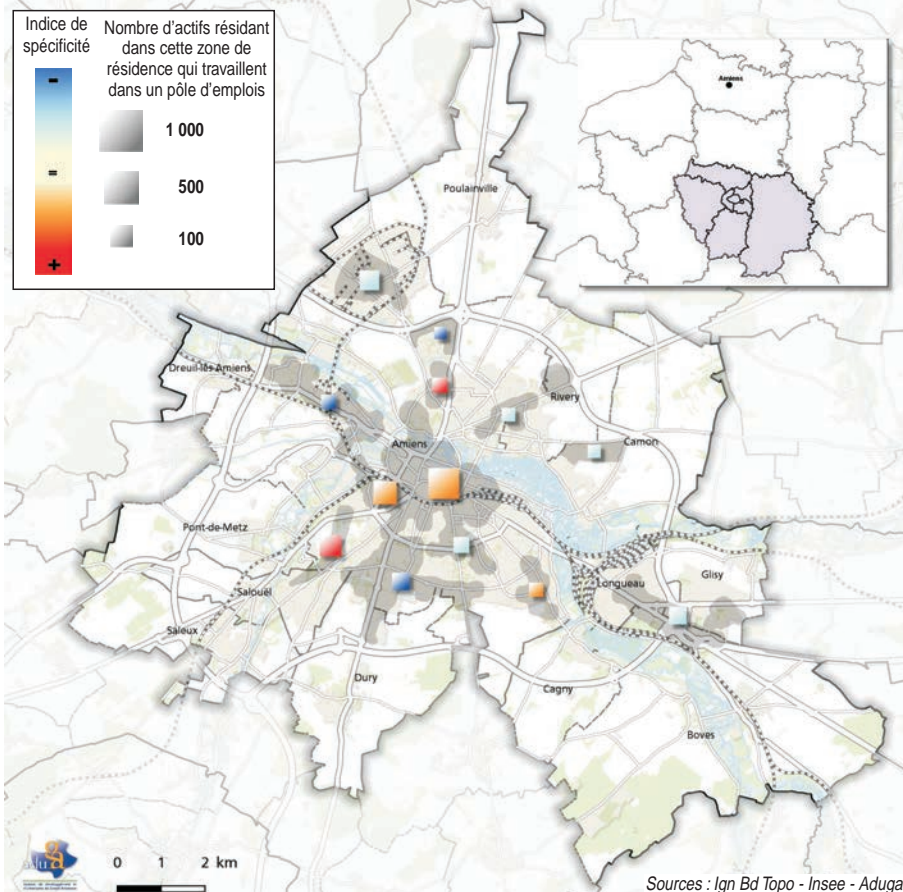 Indice de
spécificité
-
=
+
Nombre d'actifs résidant
dans cette zone de
résidence qui travaillent
dans un pôle d'emplois
1 000
500
100
Amiens
Poulainville
Dreuil-lès Amiens
Rivery
Amiens
Camon
Pont-de-Metz
Longueau
Glisy
Salouël
Saleux
Dury
Cagny
Boves
aduga
0 1 2 km
Sources : Ign Bd Topo - Insee - Aduga